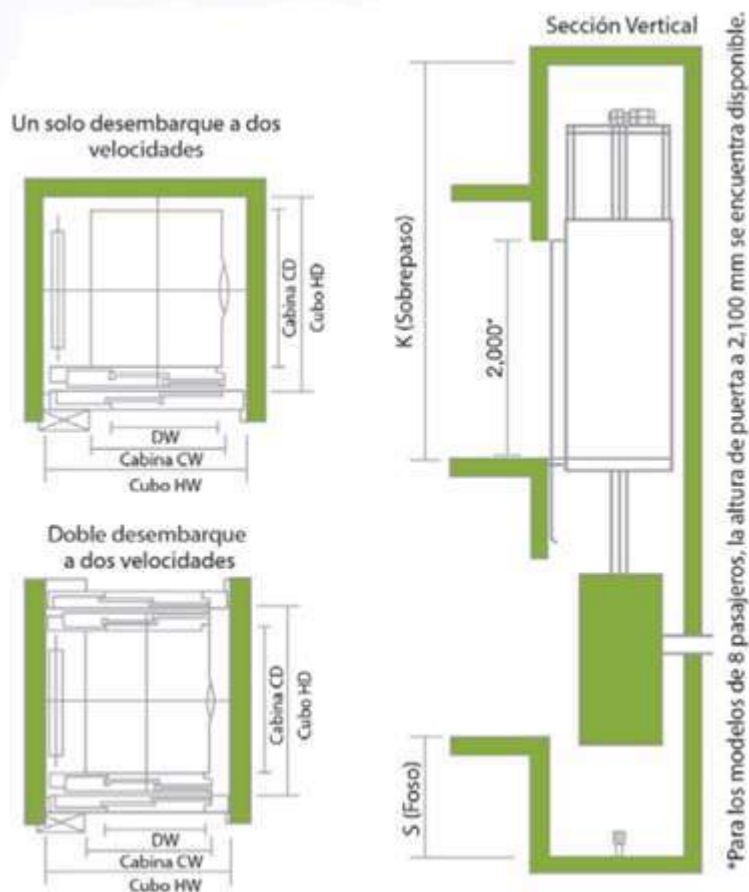 Un solo desembarque a dos
velocidades
Cabina CD
Cubo HD
DW
Cabina CW
Cubo HW
Doble desembarque
a dos velocidades
Cabina CD
Cubo HD
DW
Cabina CW
Cubo HW
Sección Vertical
K (Sobrepaso)
2,000*
S (Foso)
*Para los modelos de 8 pasajeros, la altura de puerta a 2,100 mm se encuentra disponible.